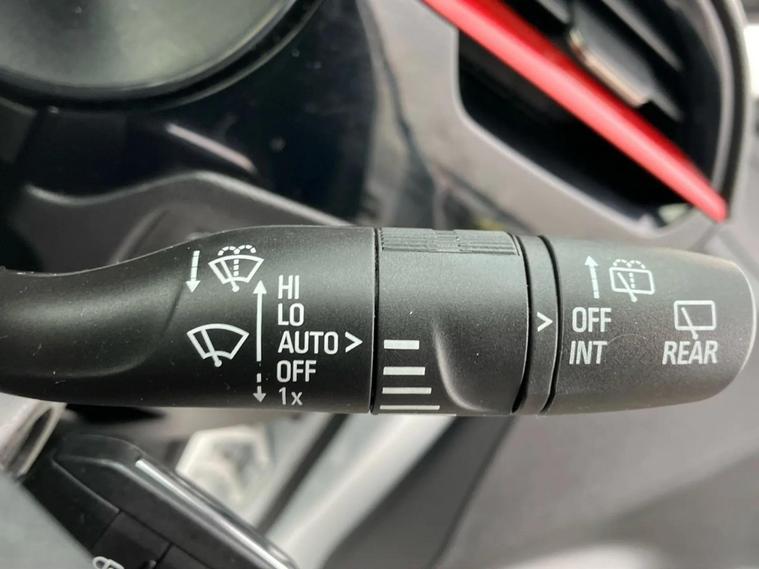 HI
LO
AUTO >
OFF
1x
>
OFF
INT
REAR